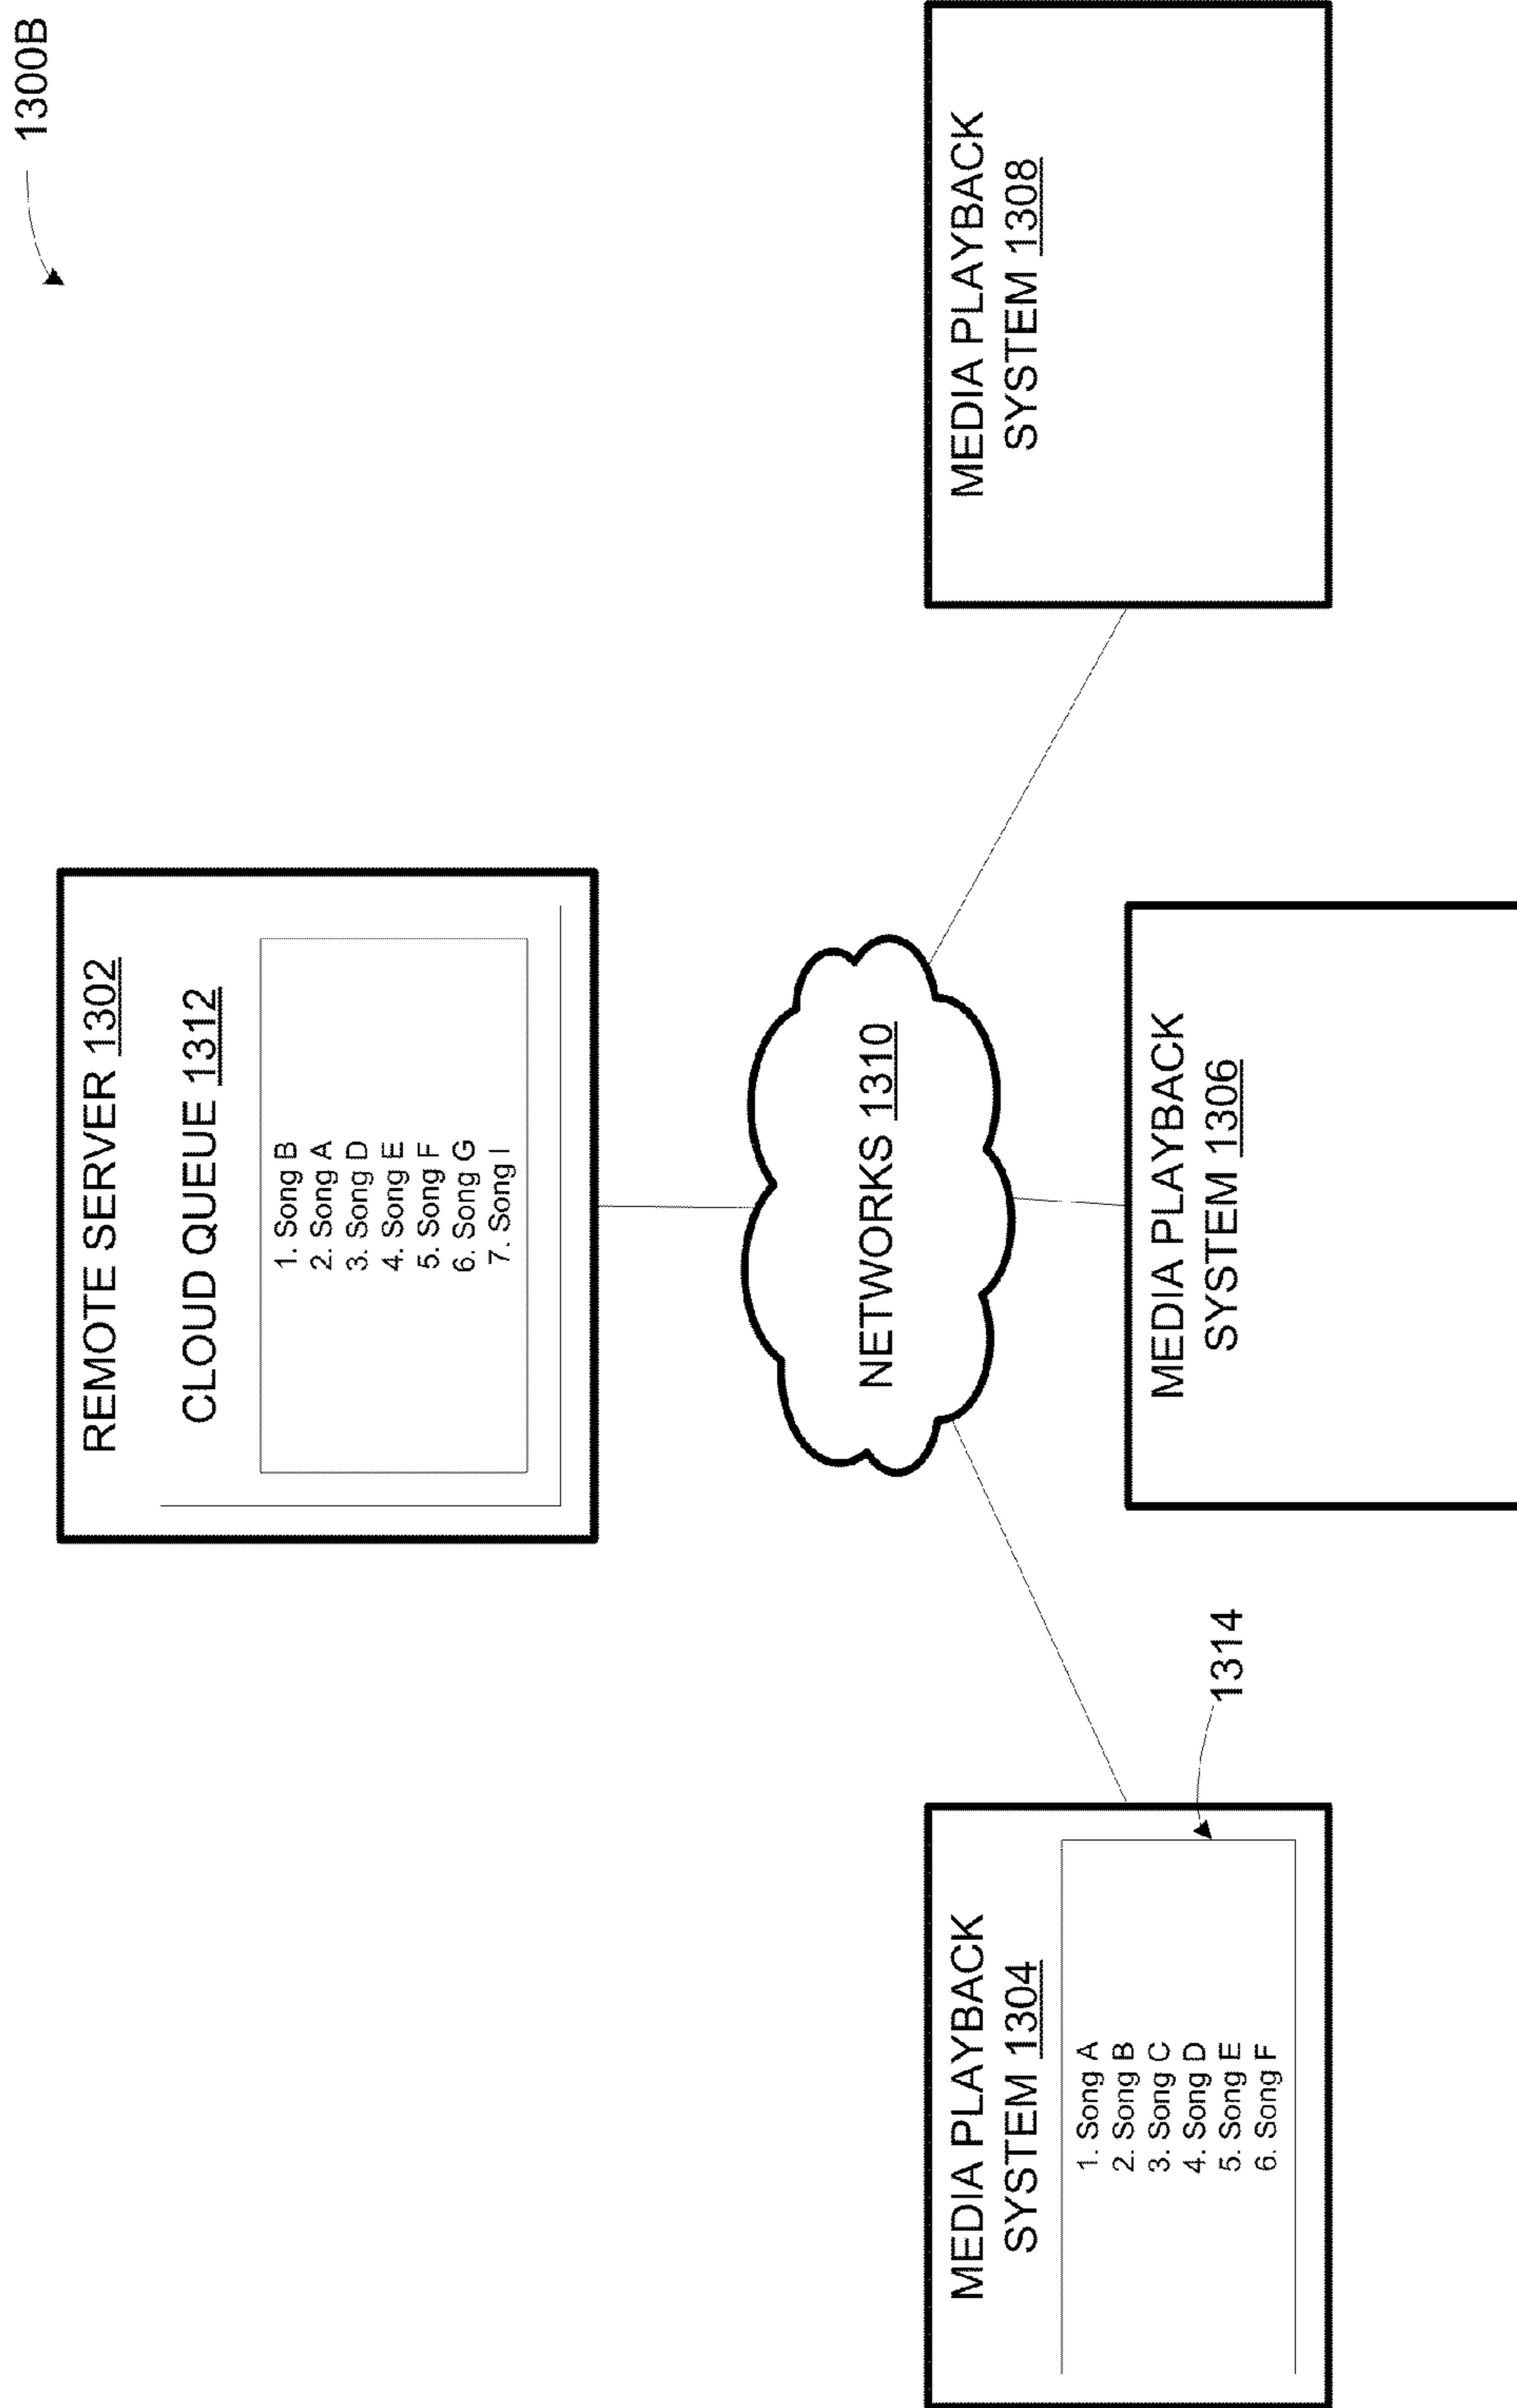 1300B
REMOTE SERVER 1302
CLOUD QUEUE 1312
1. Song B
2. Song A
3. Song D
4. Song E
5. Song F
6. Song G
7. Song I
NETWORKS 1310
MEDIA PLAYBACK
SYSTEM 1304
1. Song A
2. Song B
3. Song C
4. Song D
5. Song E
6. Song F
1314
MEDIA PLAYBACK
SYSTEM 1306
MEDIA PLAYBACK
SYSTEM 1308